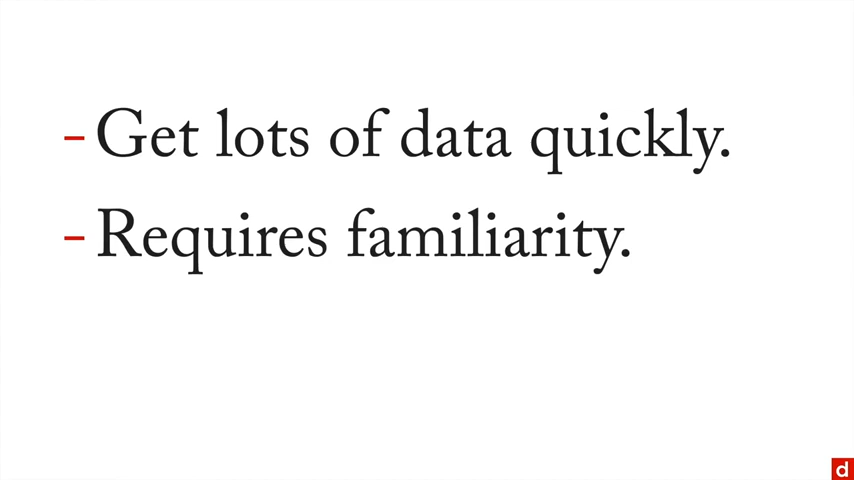 - Get lots of data quickly.
- Requires familiarity.
d